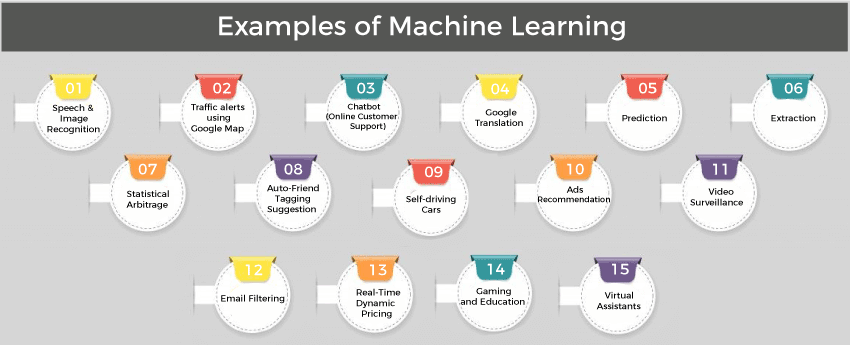 Examples of Machine Learning
01
Speech &
Image
Recognition
02
Traffic alerts
using
Google Map
03
Chatbot
(Online Customer
Support)
04
Google
Translation
05
Prediction
06
Extraction
07
Statistical
Arbitrage
08
Auto-Friend
Tagging
Suggestion
09
Self-driving
Cars
10
Ads
Recommendation
11
Video
Surveillance
12
Email Filtering
13
Real-Time
Dynamic
Pricing
14
Gaming
and Education
15
Virtual
Assistants